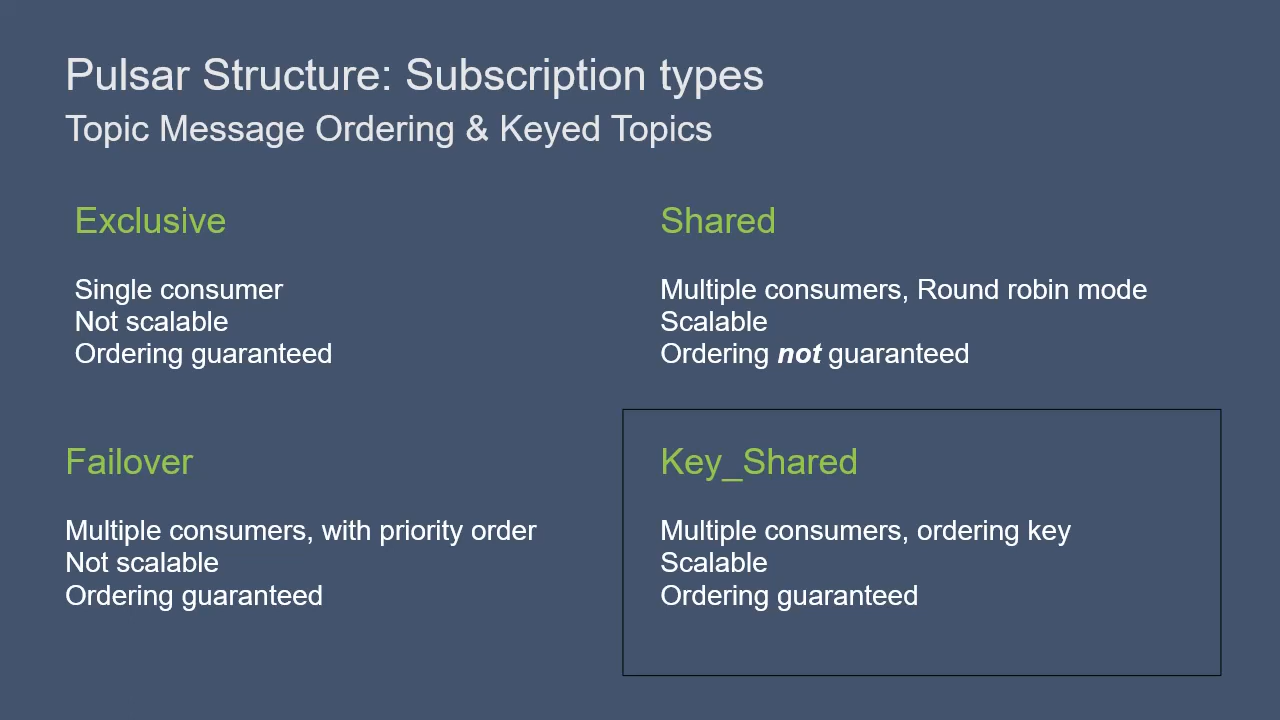 Pulsar Structure: Subscription types
Topic Message Ordering & Keyed Topics
Exclusive
Single consumer
Not scalable
Ordering guaranteed
Shared
Multiple consumers, Round robin mode
Scalable
Ordering not guaranteed
Failover
Multiple consumers, with priority order
Not scalable
Ordering guaranteed
Key_Shared
Multiple consumers, ordering key
Scalable
Ordering guaranteed